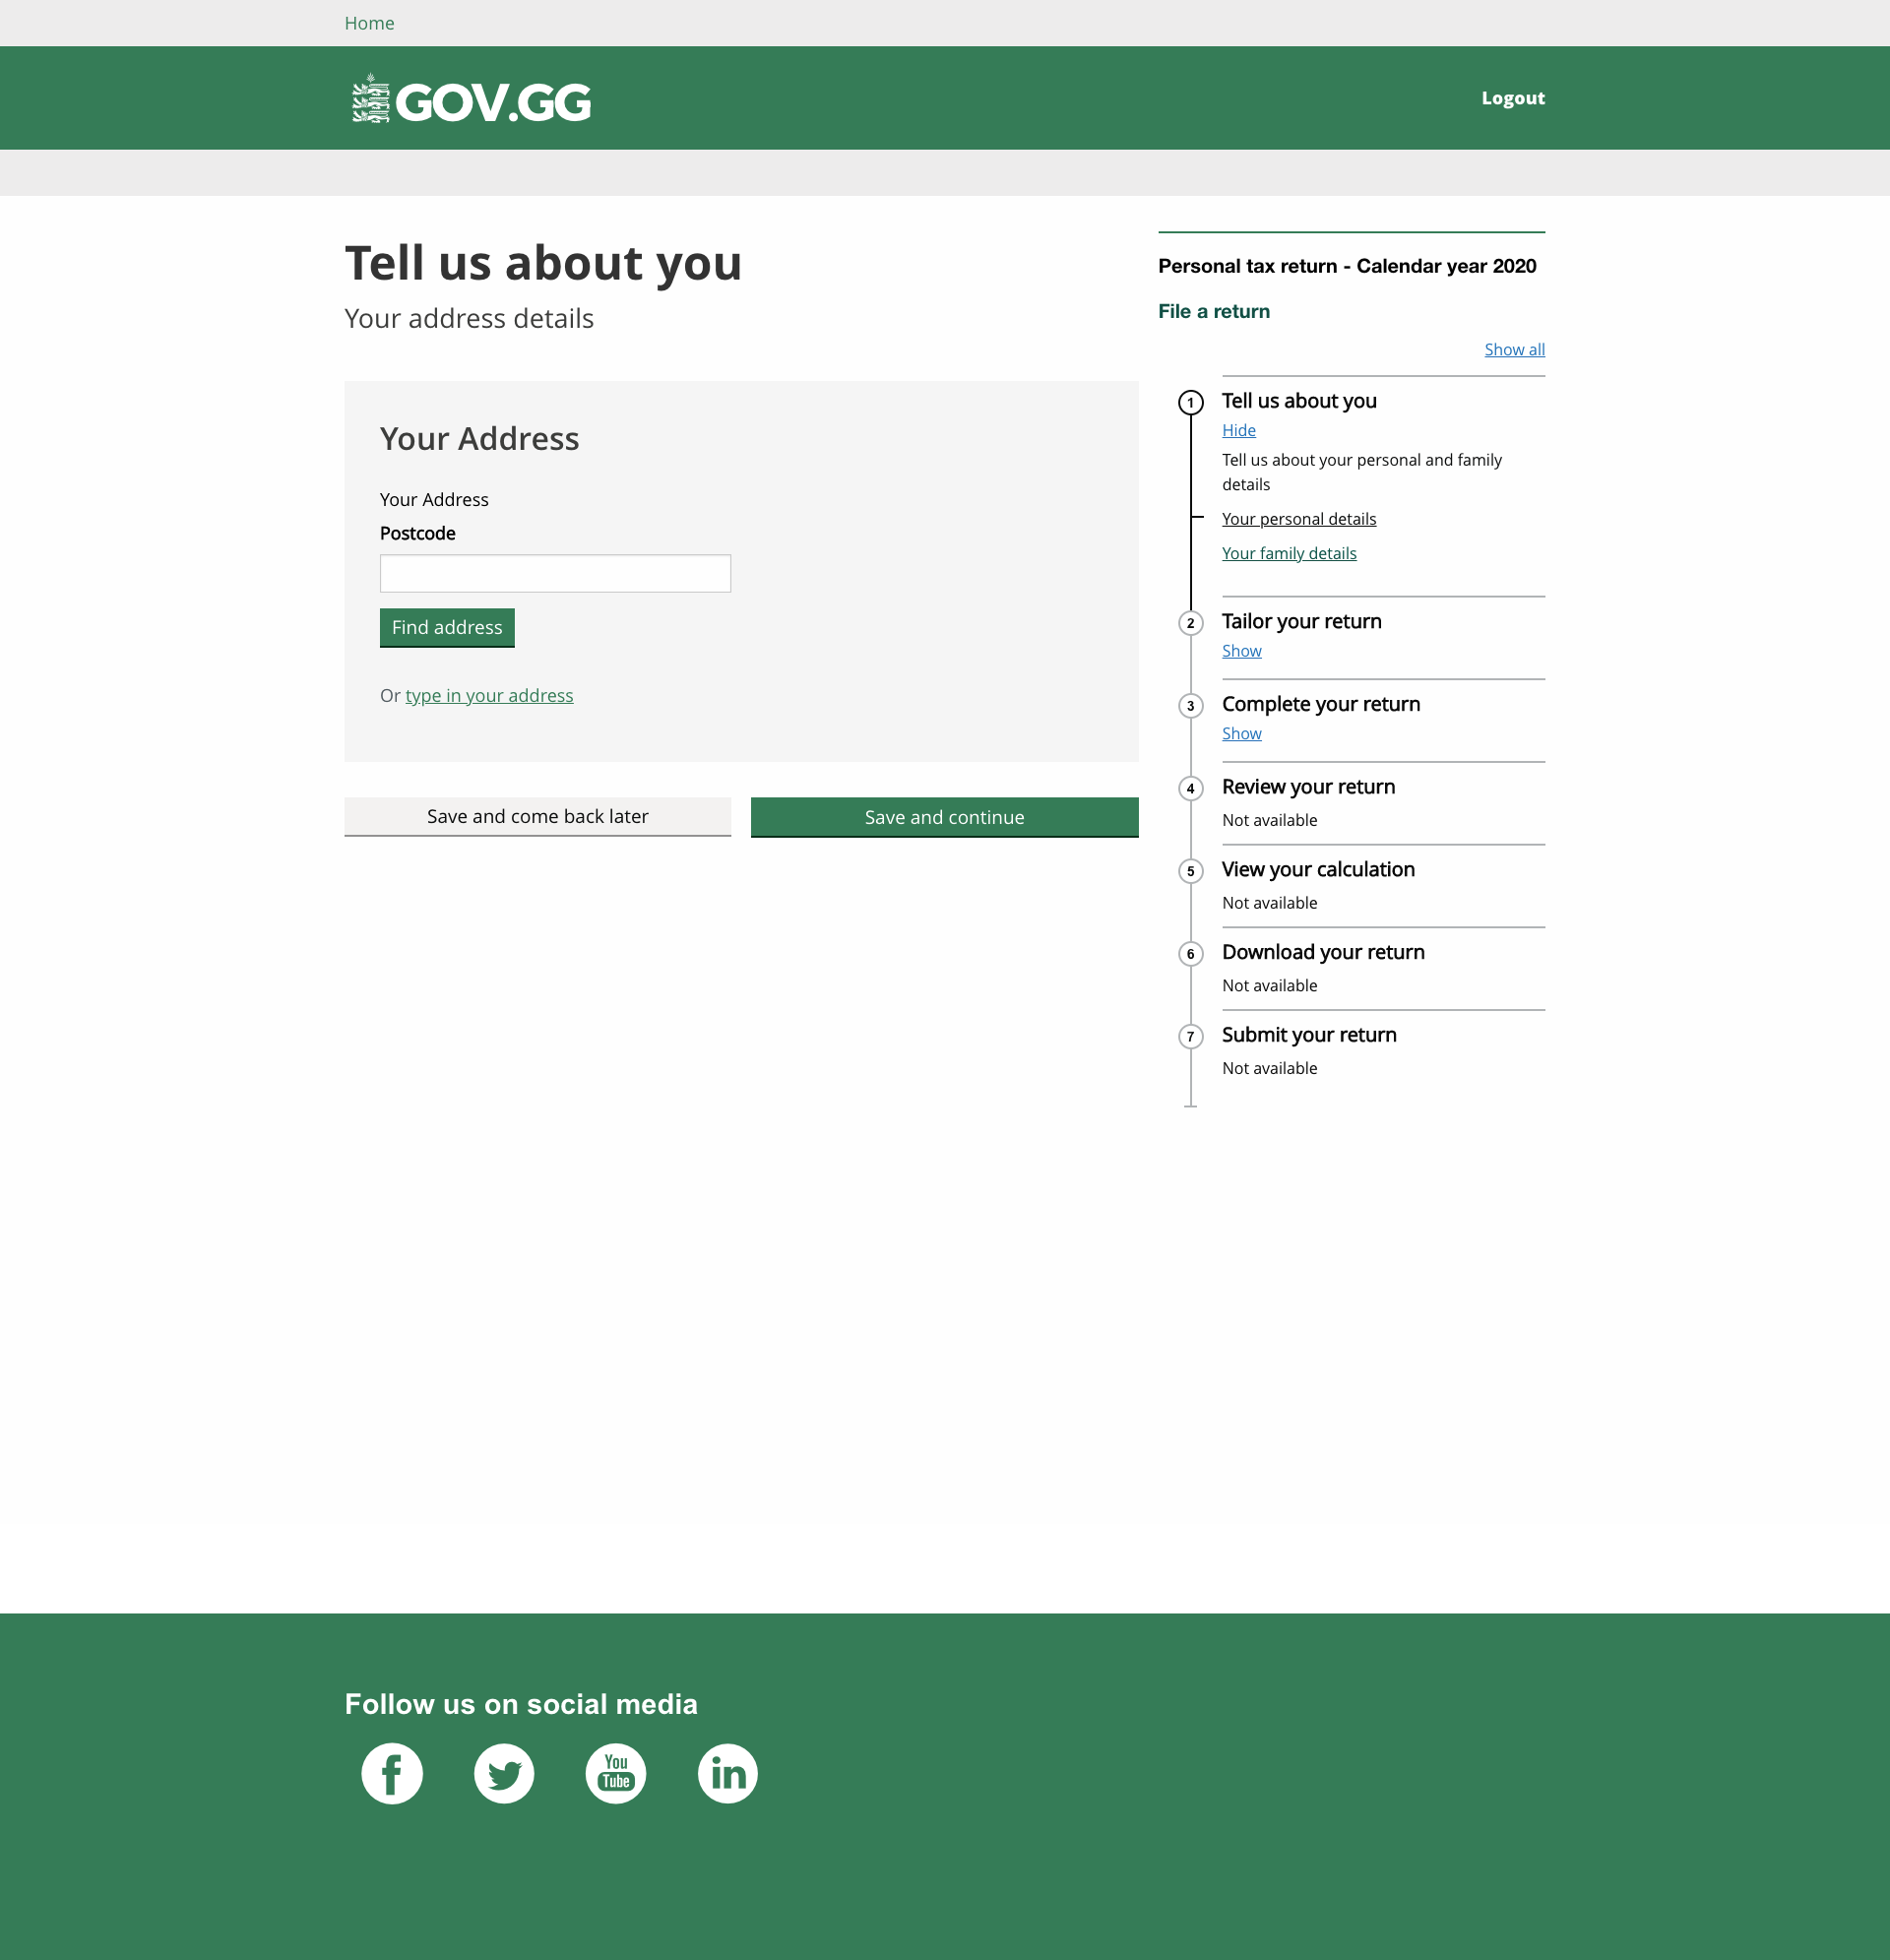 Home
GOV.GG
Logout
Tell us about you
Your address details
Your Address
Your Address
Postcode
Find address
Or type in your address
Save and come back later
Save and continue
Personal tax return - Calendar year 2020
File a return
Show all
1
Tell us about you
Hide
Tell us about your personal and family
details
Your personal details
Your family details
2
Tailor your return
Show
3
Complete your return
Show
4
Review your return
Not available
5
View your calculation
Not available
6
Download your return
Not available
7
Submit your return
Not available
Follow us on social media
f
You
Tube
in